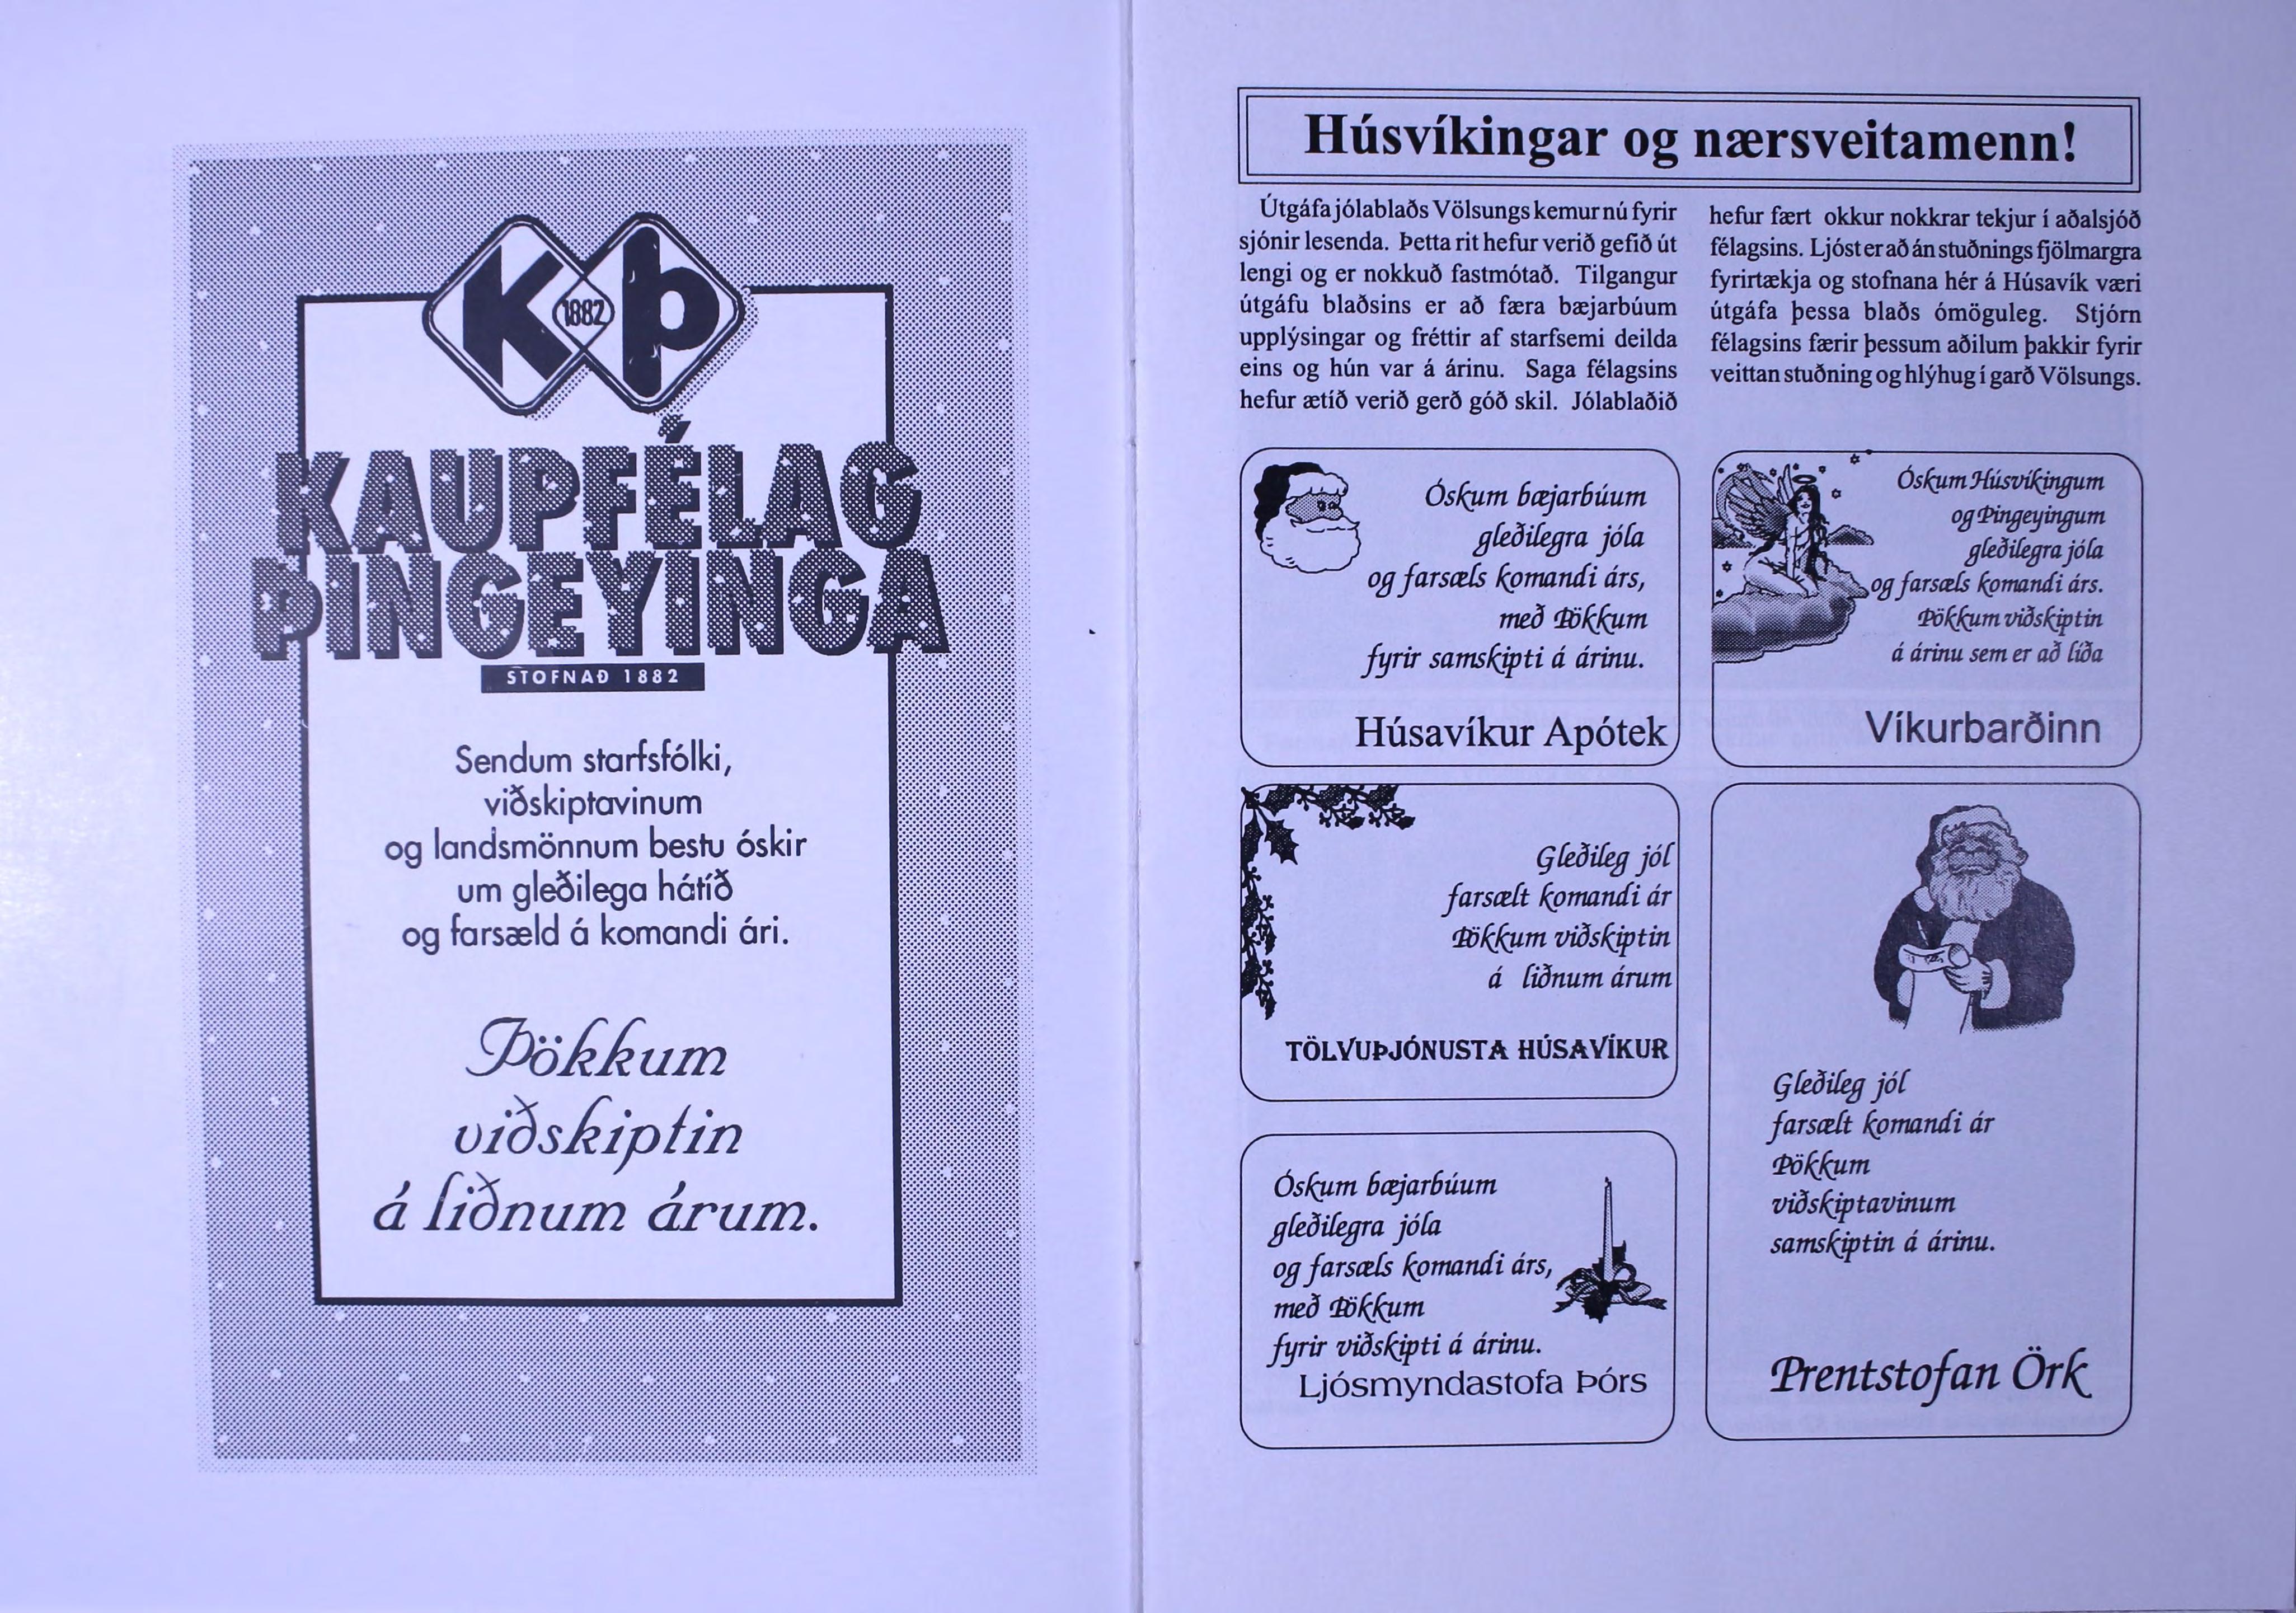 K 1882 Þ
KAUPFÉLAG
ÞINGEYINGA
STOFNAÐ 1882
Sendum starfsfólki,
viðskiptavinum
og landsmönnum bestu óskir
um gleðilega hátíð
og farsæld á komandi ári.
Þökkum
viðskiptin
á liðnum árum.
Húsvíkingar og nærsveitamenn!
Útgáfa jólablaðs Völsungs kemur nú fyrir
sjónir lesenda. Þetta rit hefur verið gefið út
lengi og er nokkuð fastmótað. Tilgangur
útgáfu blaðsins er að færa bæjarbúum
upplýsingar og fréttir af starfsemi deilda
eins og hún var á árinu. Saga félagsins
hefur ætíð verið gerð góð skil. Jólablaðið
hefur fært okkur nokkrar tekjur í aðalsjóð
félagsins. Ljóst er að án stuðnings fjölmargra
fyrirtækja og stofnana hér á Húsavík væri
útgáfa þessa blaðs ómöguleg. Stjórn
félagsins færir þessum aðilum þakkir fyrir
veittan stuðning og hlýhug í garð Völsungs.
Óskum bæjarbúum
gleðilegra jóla
og farsæls komandi árs,
með Þökkum
fyrir samskipti á árinu.
Húsavíkur Apótek
Óskum Húsvíkingum
og Þingeyingum
gleðilegra jóla
og farsæls komandi árs.
Þökkum viðskiptin
á árinu sem er að líða
Víkurbarðinn
Gleðileg jól
farsælt komandi ár
Þökkum viðskiptin
á liðnum árum
TÖLVUÞJÓNUSTA HÚSAVÍKUR
Óskum bæjarbúum
gleðilegra jóla
og farsæls komandi árs,
með Þökkum
fyrir viðskipti á árinu.
Ljósmyndastofa Þórs
Gleðileg jól
farsælt komandi ár
Þökkum
viðskiptavinum
samskiptin á árinu.
Prentstofan Örk